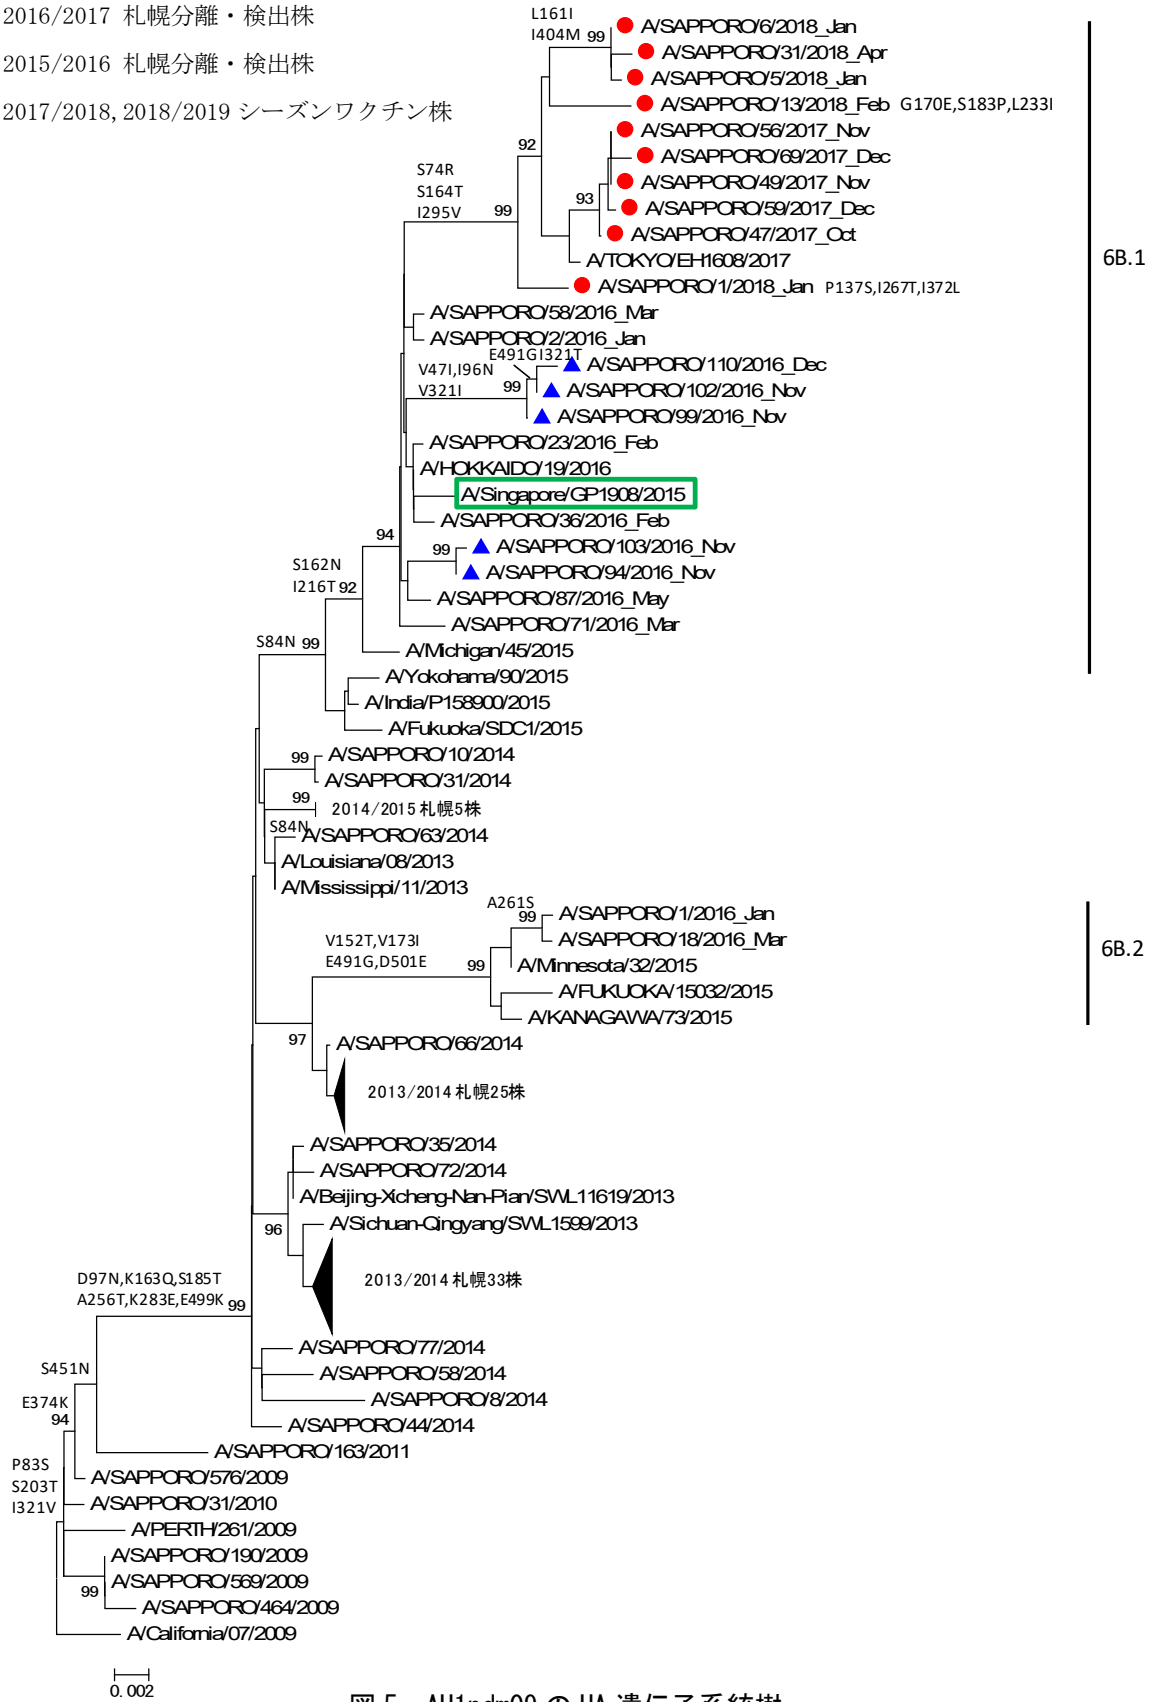 2016/2017 札幌分離・検出株
2015/2016 札幌分離・検出株
2017/2018, 2018/2019 シーズンワクチン株
L161I
I404M 99
A/SAPPORO/6/2018_Jan
A/SAPPORO/31/2018_Apr
A/SAPPORO/5/2018_Jan
A/SAPPORO/13/2018_Feb G170E,S183P,L233I
92
A/SAPPORO/56/2017_Nov
A/SAPPORO/69/2017_Dec
S74R
S164T
I295V
99
93
A/SAPPORO/49/2017_Nov
A/SAPPORO/59/2017_Dec
A/SAPPORO/47/2017_Oct
A/TOKYO/EH1608/2017
6B.1
A/SAPPORO/1/2018_Jan P137S,I267T,I372L
A/SAPPORO/58/2016_Mar
A/SAPPORO/2/2016_Jan
E491G I321T
A/SAPPORO/110/2016_Dec
V47I,I96N
V321I
99
A/SAPPORO/102/2016_Nov
A/SAPPORO/99/2016_Nov
A/SAPPORO/23/2016_Feb
A/HOKKAIDO/19/2016
A/Singapore/GP1908/2015
A/SAPPORO/36/2016_Feb
94
99
A/SAPPORO/103/2016_Nov
A/SAPPORO/94/2016_Nov
S162N
I216T 92
A/SAPPORO/87/2016_May
A/SAPPORO/71/2016_Mar
S84N 99
A/Michigan/45/2015
A/Yokohama/90/2015
A/India/P158900/2015
A/Fukuoka/SDC1/2015
99
A/SAPPORO/10/2014
A/SAPPORO/31/2014
99
2014/2015 札幌5株
S84N
A/SAPPORO/63/2014
A/Louisiana/08/2013
A/Mississippi/11/2013
A261S
99
A/SAPPORO/1/2016_Jan
A/SAPPORO/18/2016_Mar
V152T,V173I
E491G,D501E
99
A/Minnesota/32/2015
6B.2
A/FUKUOKA/15032/2015
A/KANAGAWA/73/2015
97
A/SAPPORO/66/2014
2013/2014 札幌25株
A/SAPPORO/35/2014
A/SAPPORO/72/2014
A/Beijing-Xicheng-Nan-Pian/SWL11619/2013
96
A/Sichuan-Qingyang/SWL1599/2013
2013/2014 札幌33株
D97N,K163Q,S185T
A256T,K283E,E499K 99
A/SAPPORO/77/2014
S451N
A/SAPPORO/58/2014
E374K
A/SAPPORO/8/2014
94
A/SAPPORO/44/2014
A/SAPPORO/163/2011
P83S
S203T
I321V
A/SAPPORO/576/2009
A/SAPPORO/31/2010
A/PERTH/261/2009
A/SAPPORO/190/2009
99
A/SAPPORO/569/2009
A/SAPPORO/464/2009
A/California/07/2009
0.002
図 5 AH1pdm09 の HA 遺伝子系統樹